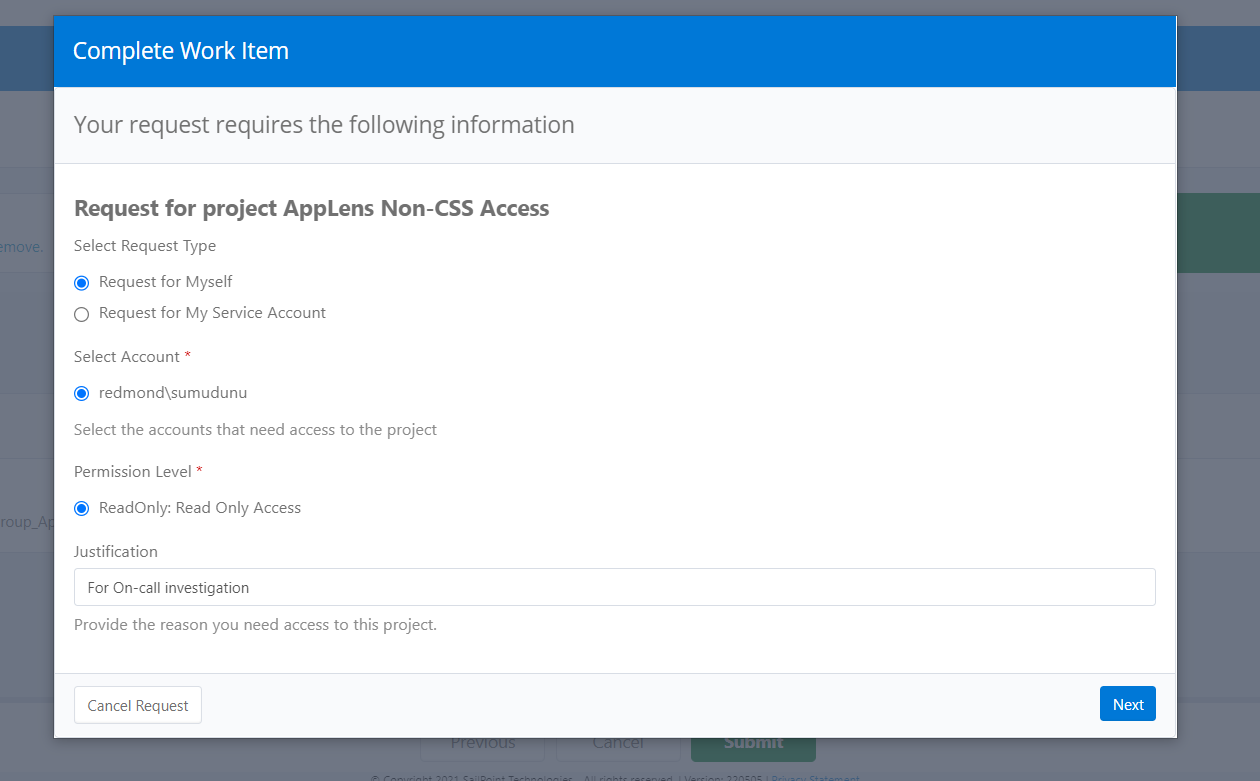 Complete Work Item
Your request requires the following information
Request for project AppLens Non-CSS Access
Select Request Type
Request for Myself
Request for My Service Account
Select Account *
redmond\sumudunu
Select the accounts that need access to the project
Permission Level *
ReadOnly: Read Only Access
Justification
For On-call investigation
Provide the reason you need access to this project.
Cancel Request
Next
emove.
roup_Ap
Previous
Cancel
Submit
© Copyright 2021 SailPoint Technologies - All rights reserved. | Version: 220505 | Privacy Statement